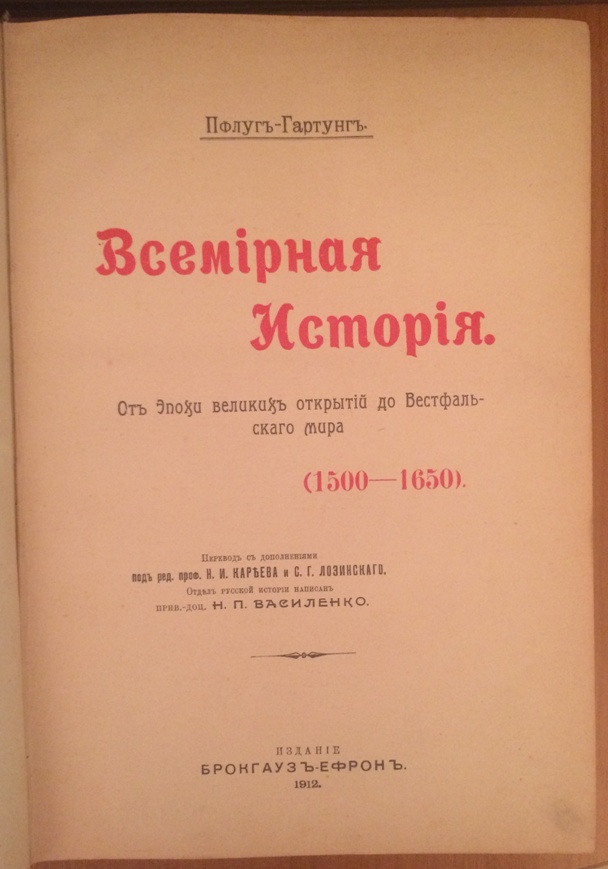 Пфлугъ-Гартунгъ.
Всемірная
Исторія.
Отъ Эпохи великихъ открытій до Вестфаль-
скаго мира
(1500—1650).
Переводъ съ дополненіями
подъ ред. проф. Н. И. КАРѢЕВА и С. Г. ЛОЗИНСКАГО.
Отдѣлъ русской исторіи написанъ
прив.-доц. Н. П. ВАСИЛЕНКО.
ИЗДАНІЕ
БРОКГАУЗЪ-ЕФРОНЪ.
1912.